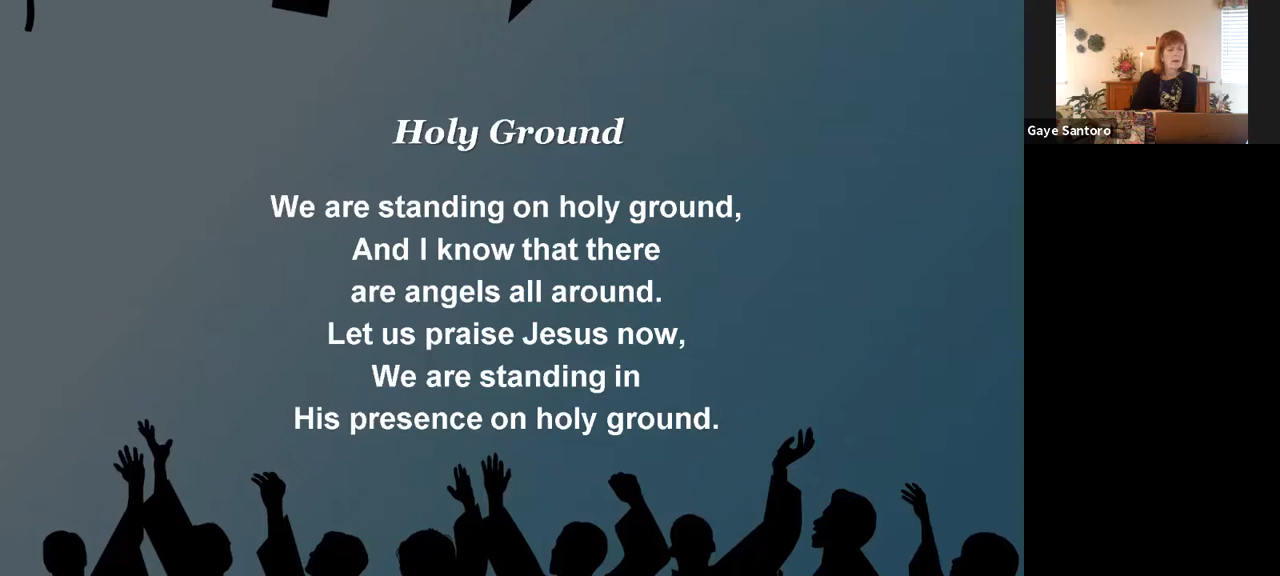 Holy Ground
We are standing on holy ground,
And I know that there
are angels all around.
Let us praise Jesus now,
We are standing in
His presence on holy ground.
Gaye Santoro